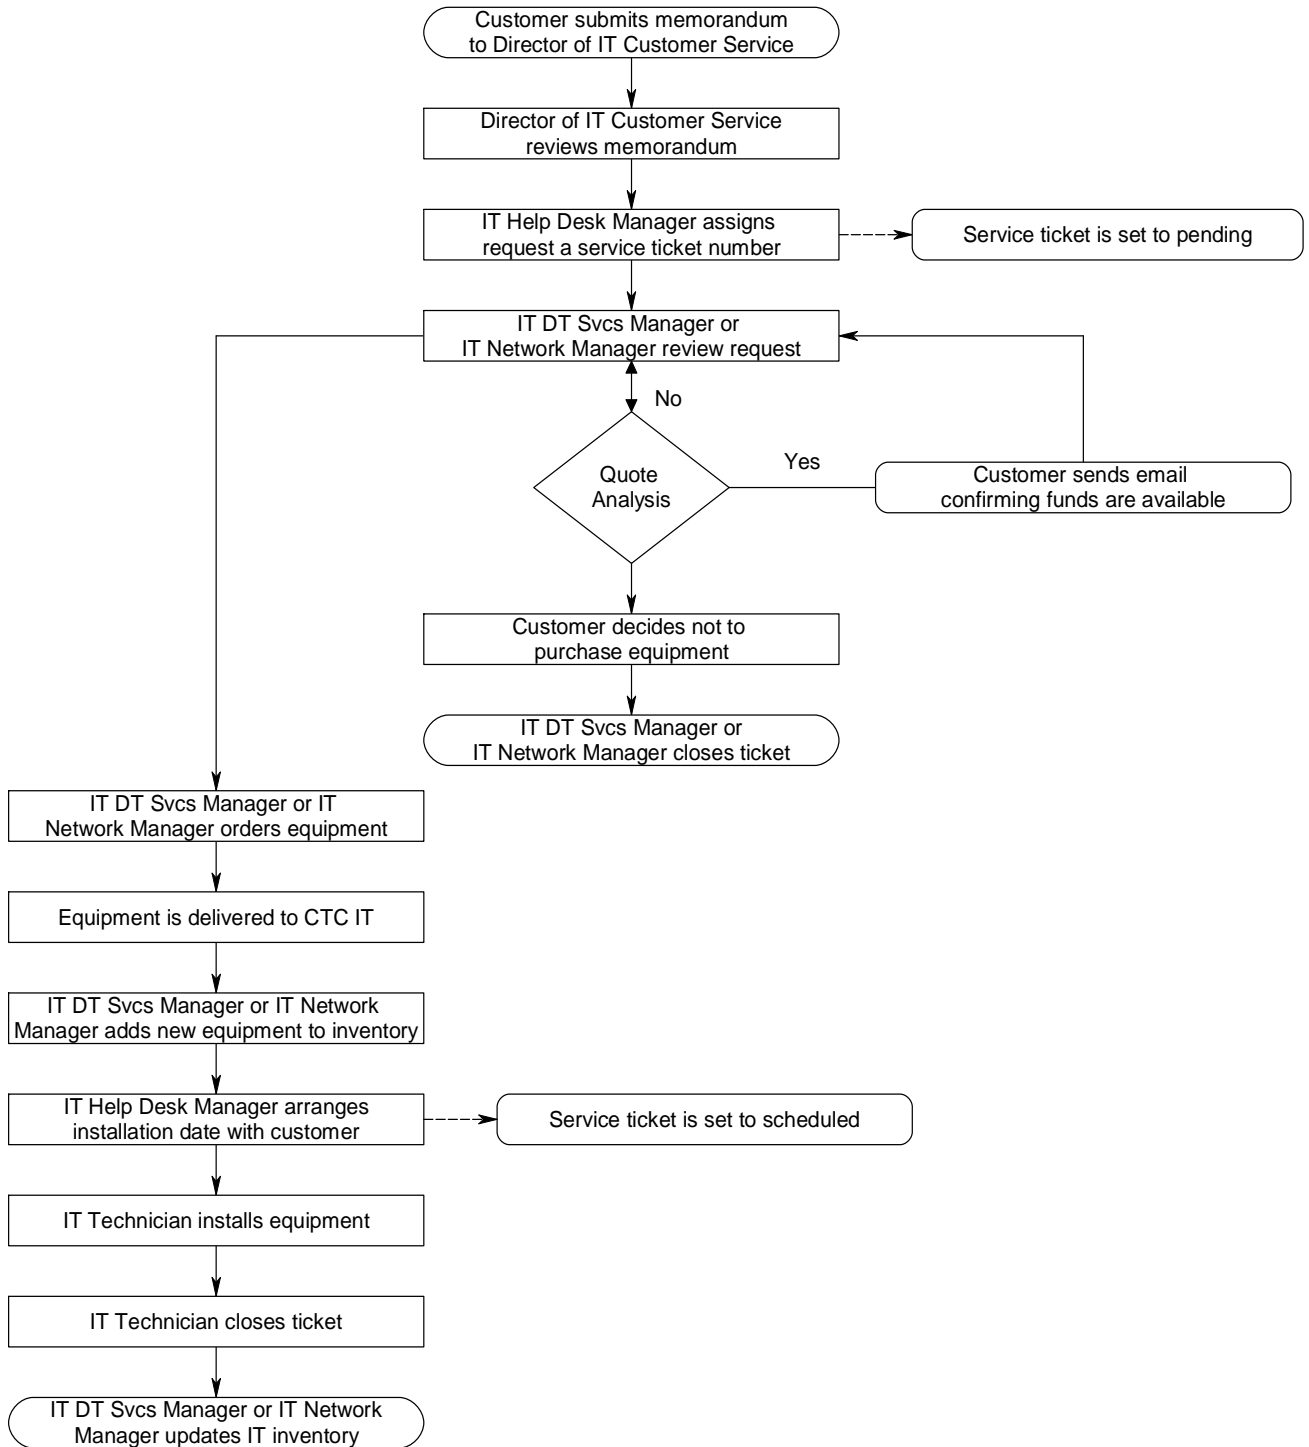 Customer submits memorandum
to Director of IT Customer Service
Director of IT Customer Service
reviews memorandum
IT Help Desk Manager assigns
request a service ticket number
Service ticket is set to pending
IT DT Svcs Manager or
IT Network Manager review request
No
Quote
Analysis
Yes
Customer sends email
confirming funds are available
Customer decides not to
purchase equipment
IT DT Svcs Manager or
IT Network Manager closes ticket
IT DT Svcs Manager or IT
Network Manager orders equipment
Equipment is delivered to CTC IT
IT DT Svcs Manager or IT Network
Manager adds new equipment to inventory
IT Help Desk Manager arranges
installation date with customer
Service ticket is set to scheduled
IT Technician installs equipment
IT Technician closes ticket
IT DT Svcs Manager or IT Network
Manager updates IT inventory